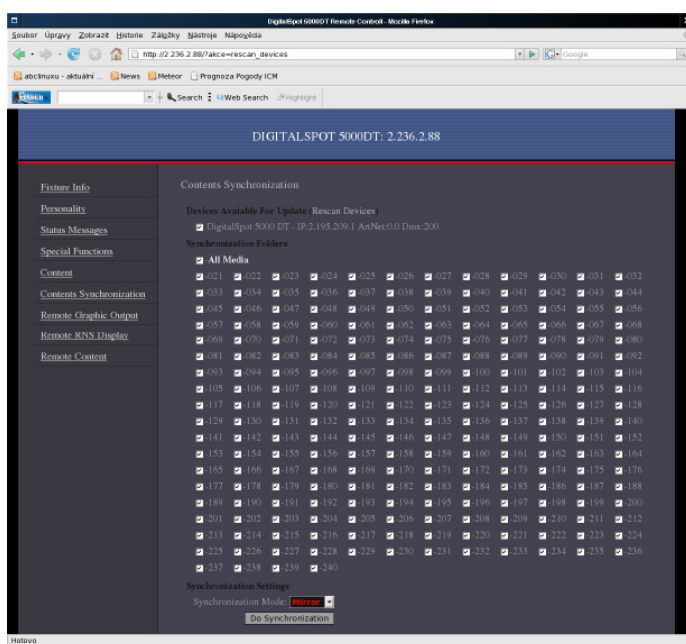 DigitalSpot 5000DT Remote Controll - Mozilla Firefox
Soubor Úpravy Zobrazit Historie Záložky Nástroje Nápověda
http://2.236.2.88/?akce=rescan_devices
Google
abclinuxu - aktuální ... News Meteor Prognoza Pogody ICM
Search Web Search Highlight
DIGITALSPOT 5000DT: 2.236.2.88
Fixture Info
Personality
Status Messages
Special Functions
Content
Contents Synchronization
Remote Graphic Output
Remote RNS Display
Remote Content
Contents Synchronization
Devices Avaiable For Update (Rescan Devices)
DigitalSpot 5000 DT - IP:2.195.209.1 ArtNet:0.0 Dmx:200
Synchronization Folders
All Media
-021 -022 -023 -024 -025 -026 -027 -028 -029 -030 -031 -032
-033 -034 -035 -036 -037 -038 -039 -040 -041 -042 -043 -044
-045 -046 -047 -048 -049 -050 -051 -052 -053 -054 -055 -056
-057 -058 -059 -060 -061 -062 -063 -064 -065 -066 -067 -068
-069 -070 -071 -072 -073 -074 -075 -076 -077 -078 -079 -080
-081 -082 -083 -084 -085 -086 -087 -088 -089 -090 -091 -092
-093 -094 -095 -096 -097 -098 -099 -100 -101 -102 -103 -104
-105 -106 -107 -108 -109 -110 -111 -112 -113 -114 -115 -116
-117 -118 -119 -120 -121 -122 -123 -124 -125 -126 -127 -128
-129 -130 -131 -132 -133 -134 -135 -136 -137 -138 -139 -140
-141 -142 -143 -144 -145 -146 -147 -148 -149 -150 -151 -152
-153 -154 -155 -156 -157 -158 -159 -160 -161 -162 -163 -164
-165 -166 -167 -168 -169 -170 -171 -172 -173 -174 -175 -176
-177 -178 -179 -180 -181 -182 -183 -184 -185 -186 -187 -188
-189 -190 -191 -192 -193 -194 -195 -196 -197 -198 -199 -200
-201 -202 -203 -204 -205 -206 -207 -208 -209 -210 -211 -212
-213 -214 -215 -216 -217 -218 -219 -220 -221 -222 -223 -224
-225 -226 -227 -228 -229 -230 -231 -232 -233 -234 -235 -236
-237 -238 -239 -240
Synchronization Settings
Synchronization Mode: Mirror
Do Synchronization
Hotovo